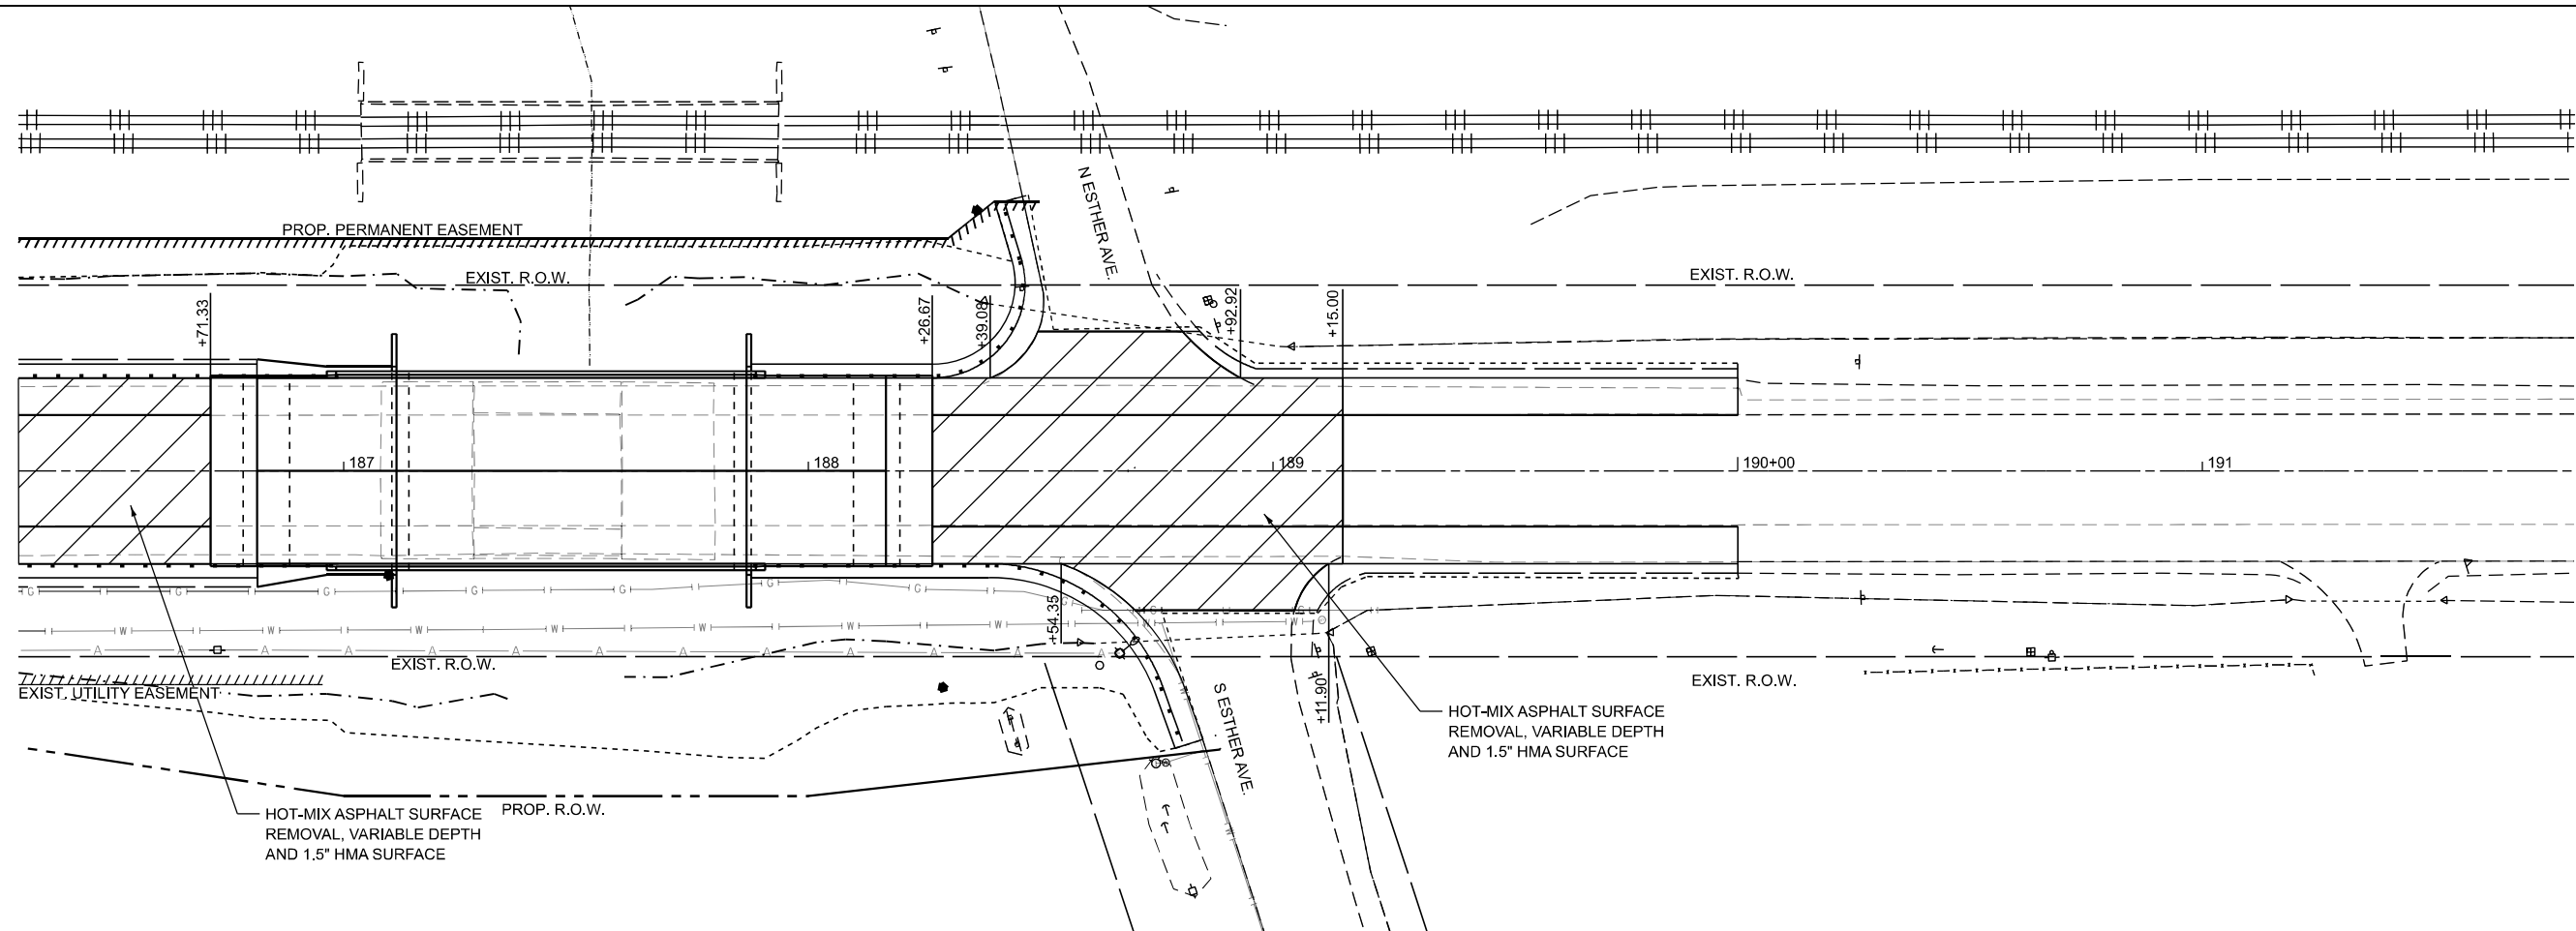 N ESTHER AVE.
PROP. PERMANENT EASEMENT
EXIST. R.O.W.
EXIST. R.O.W.
+71.33
+26.67
+39.08
+92.92
+15.00
187
188
189
190+00
191
G G G G G G G G G
+54.35
W W W W W W W W W W
A A A A A A A A A A A A A
EXIST. R.O.W.
EXIST. UTILITY EASEMENT
EXIST. R.O.W.
+11.90
S ESTHER AVE.
HOT-MIX ASPHALT SURFACE
REMOVAL, VARIABLE DEPTH
AND 1.5" HMA SURFACE
PROP. R.O.W.
HOT-MIX ASPHALT SURFACE
REMOVAL, VARIABLE DEPTH
AND 1.5" HMA SURFACE